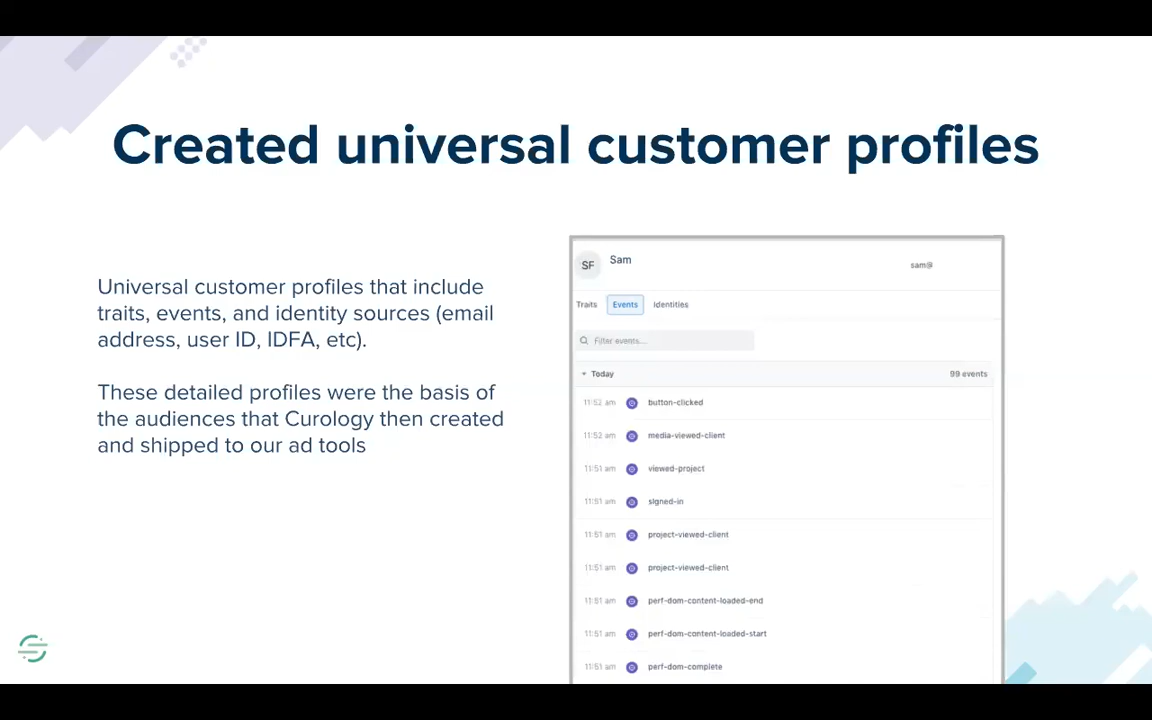 Created universal customer profiles
Universal customer profiles that include
traits, events, and identity sources (email
address, user ID, IDFA, etc).
These detailed profiles were the basis of
the audiences that Curology then created
and shipped to our ad tools
SF
Sam
sam@
Traits
Events
Identities
Filter events...
Today
99 events
11:52 am
button-clicked
11:52 am
media-viewed-client
11:51 am
viewed-project
11:51 am
signed-in
11:51 am
project-viewed-client
11:51 am
project-viewed-client
11:51 am
perf-dom-content-loaded-end
11:51 am
perf-dom-content-loaded-start
11:51 am
perf-dom-complete